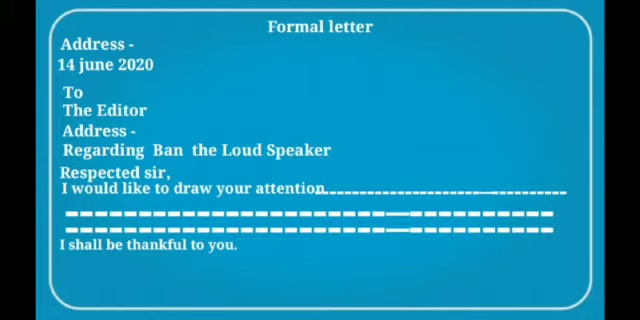 Formal letter
Address -
14 june 2020
To
The Editor
Address -
Regarding Ban the Loud Speaker
Respected sir,
I would like to draw your attention
I shall be thankful to you.